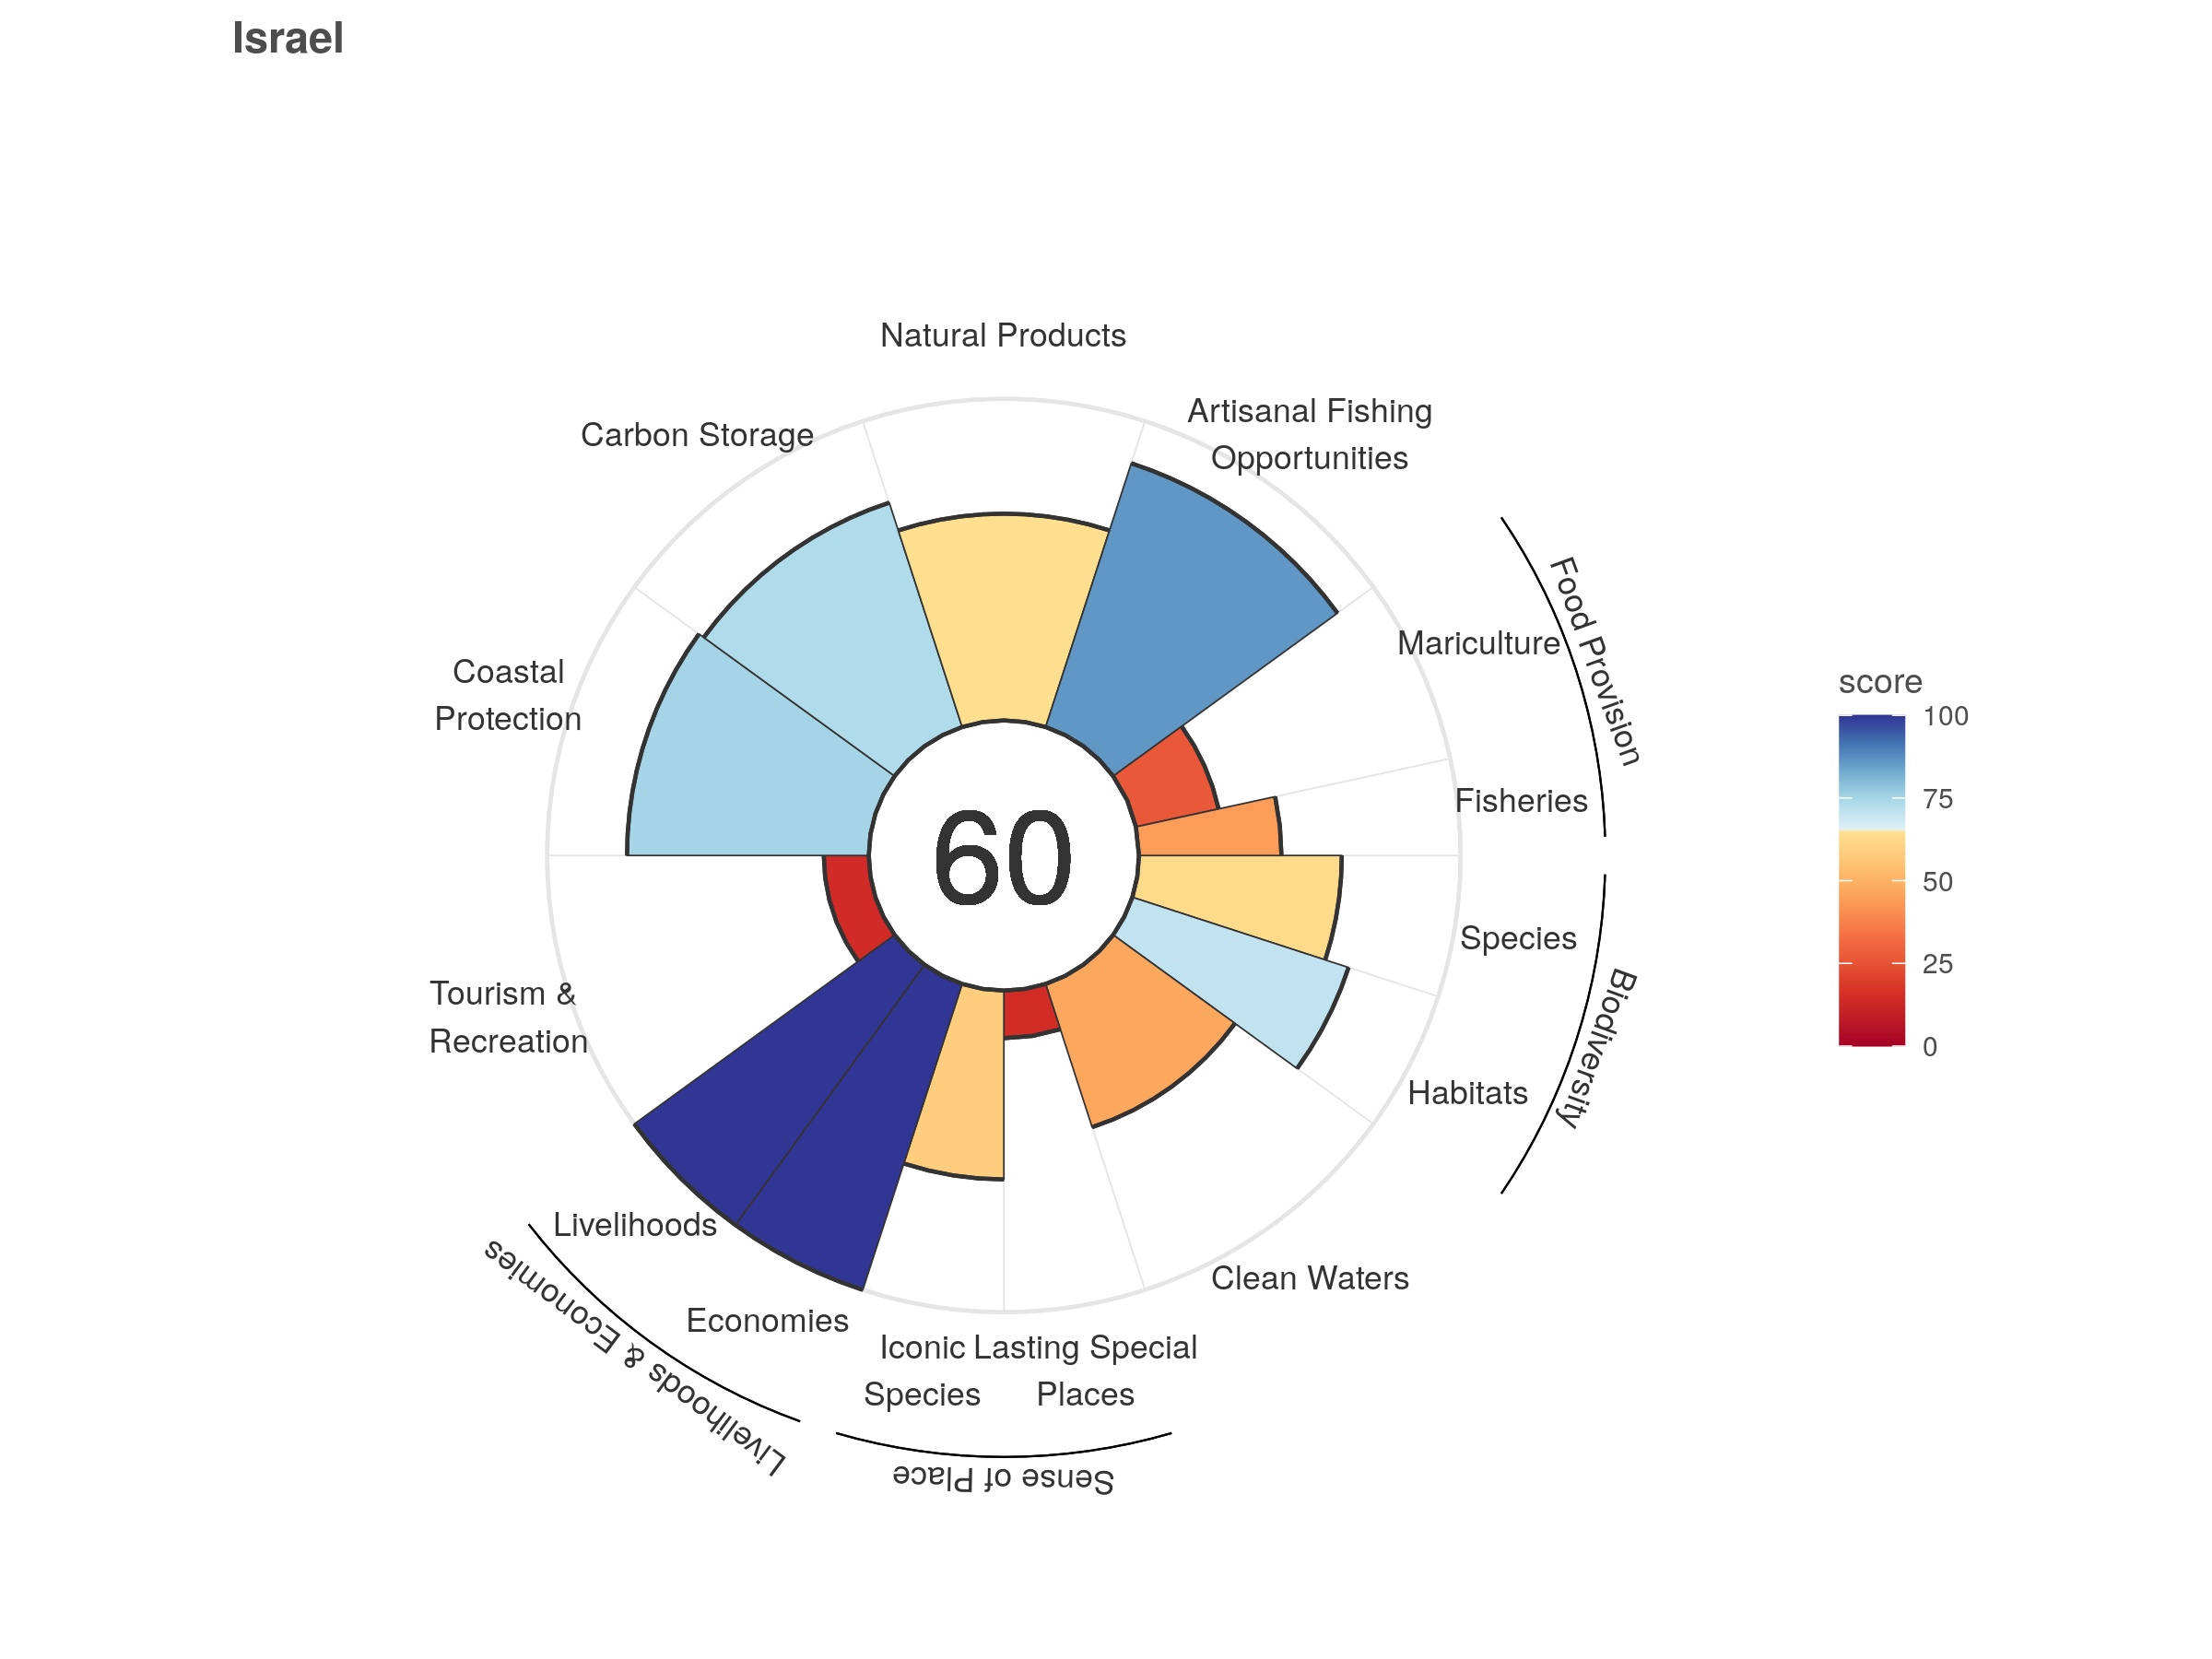 Israel
Natural Products
Artisanal Fishing
Opportunities
Carbon Storage
Food Provision
Mariculture
Coastal
Protection
score
100
75
50
25
0
Fisheries
60
Species
Biodiversity
Tourism &
Recreation
Habitats
Livelihoods
Clean Waters
Economies
Livelihoods & Economies
Iconic
Species
Lasting Special
Places
Sense of Place